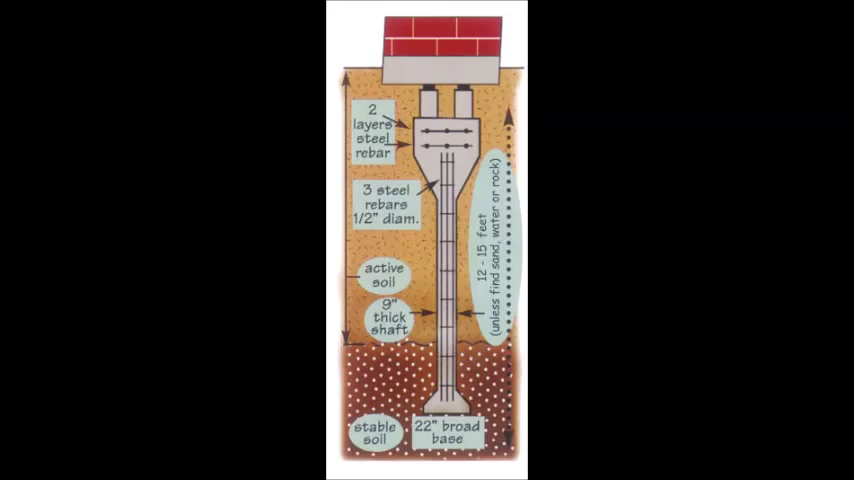 2
layers
steel
rebar
3 steel
rebars
1/2" diam.
active
soil
9"
thick
shaft
12 - 15 feet
(unless find sand, water or rock)
stable
soil
22" broad
base